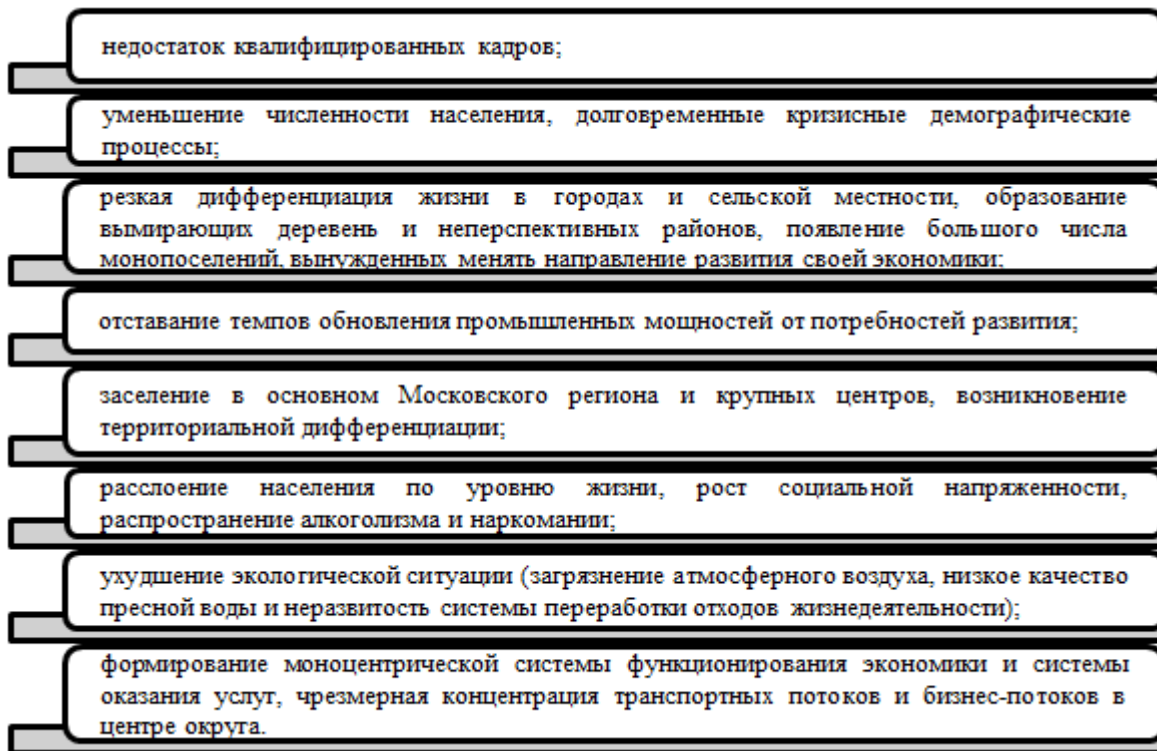 недостаток квалифицированных кадров;
уменьшение численности населения, долговременные кризисные демографические
процессы;
резкая дифференциация жизни в городах и сельской местности, образование
вымирающих деревень и неперспективных районов, появление большого числа
монопоселений, вынужденных менять направление развития своей экономики;
отставание темпов обновления промышленных мощностей от потребностей развития;
заселение в основном Московского региона и крупных центров, возникновение
территориальной дифференциации;
расслоение населения по уровню жизни, рост социальной напряженности,
распространение алкоголизма и наркомании;
ухудшение экологической ситуации (загрязнение атмосферного воздуха, низкое качество
пресной воды и неразвитость системы переработки отходов жизнедеятельности);
формирование моноцентрической системы функционирования экономики и системы
оказания услуг, чрезмерная концентрация транспортных потоков и бизнес-потоков в
центре округа.